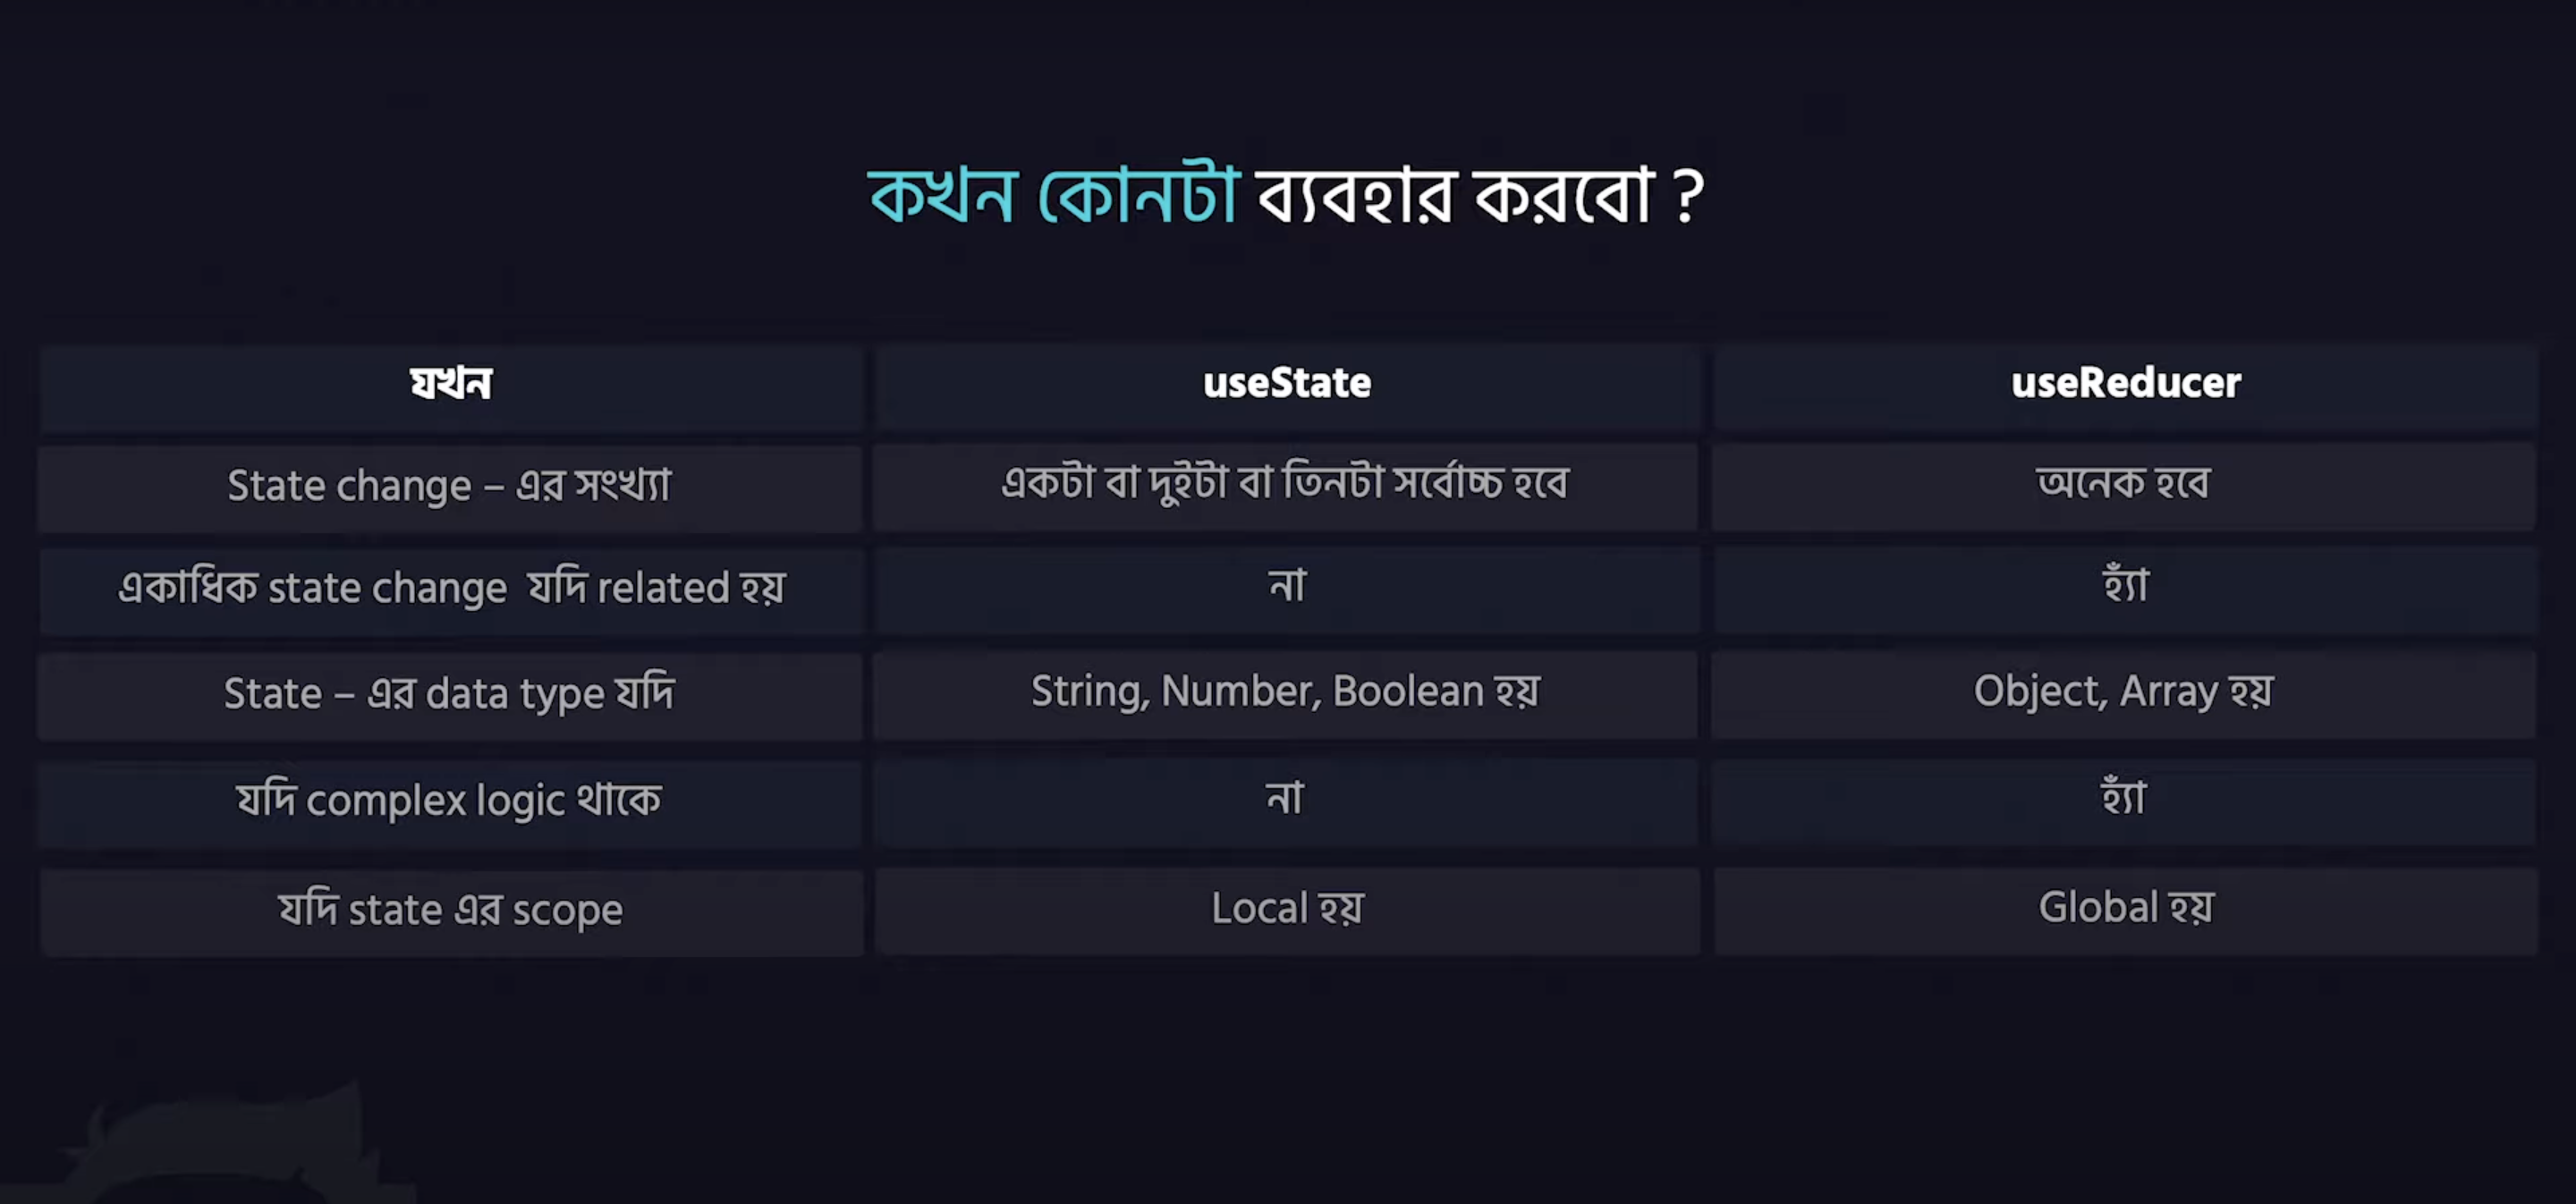 কখন কোনটা ব্যবহার করবো ?
যখন useState useReducer
State change – এর সংখ্যা একটা বা দুইটা বা তিনটা সর্বোচ্চ হবে অনেক হবে
একাধিক state change যদি related হয় না হ্যাঁ
State – এর data type যদি String, Number, Boolean হয় Object, Array হয়
যদি complex logic থাকে না হ্যাঁ
যদি state এর scope Local হয় Global হয়